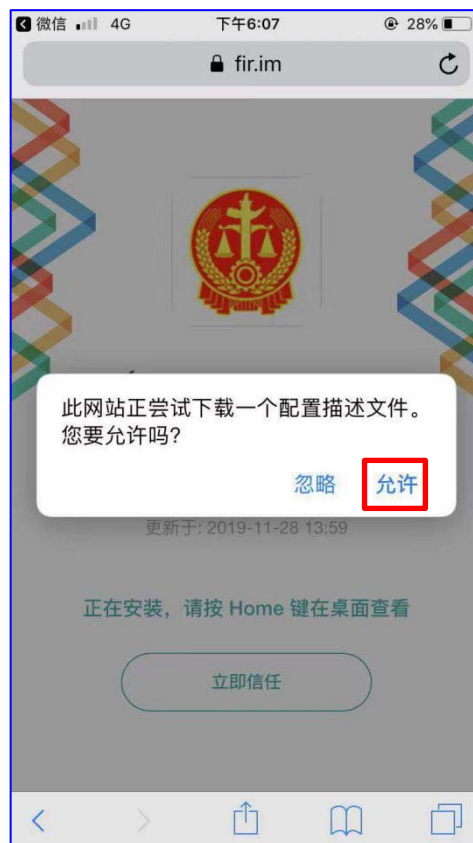 微信 4G 下午6:07 28%
fir.im
此网站正尝试下载一个配置描述文件。
您要允许吗?
忽略 允许
更新于: 2019-11-28 13:59
正在安装，请按 Home 键在桌面查看
立即信任